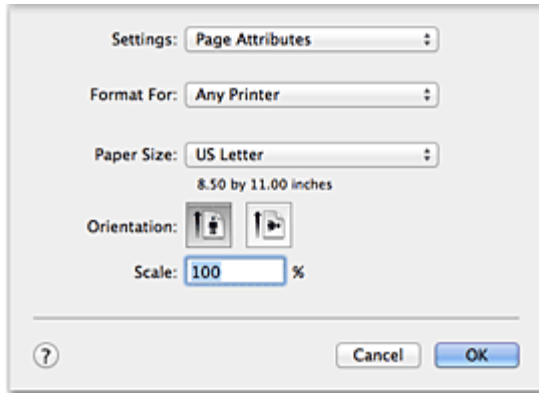 Settings: Page Attributes
Format For: Any Printer
Paper Size: US Letter
8.50 by 11.00 inches
Orientation:
Scale: 100 %
? Cancel OK